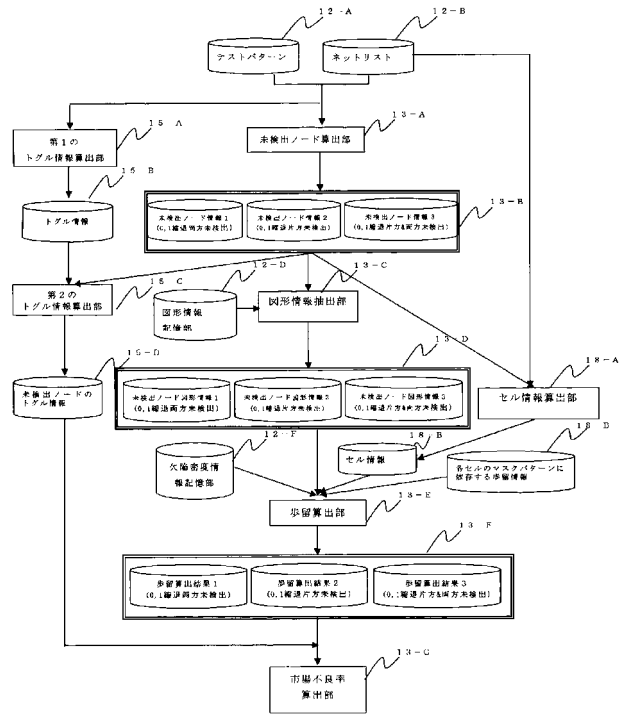 12-A
12-B
テストパターン
ネットリスト
15-A
13-A
第1の
トグル情報算出部
未検出ノード算出部
15-B
13-B
トグル情報
未検出ノード情報1
(0,1縮退両方未検出)
未検出ノード情報2
(0,1縮退片方未検出)
未検出ノード情報3
(0,1縮退片方&両方未検出)
12-D
13-C
15-C
第2の
トグル情報算出部
図形情報
記憶部
図形情報抽出部
15-D
13-D
18-A
未検出ノードの
トグル情報
未検出ノード図形情報1
(0,1縮退両方未検出)
未検出ノード図形情報2
(0,1縮退片方未検出)
未検出ノード図形情報3
(0,1縮退片方&両方未検出)
セル情報算出部
12-F
18-B
欠陥密度情
報記憶部
セル情報
各セルのマスクパターンに
依存する歩留情報
13-E
歩留算出部
13-F
歩留算出結果1
(0,1縮退両方未検出)
歩留算出結果2
(0,1縮退片方未検出)
歩留算出結果3
(0,1縮退片方&両方未検出)
市場不良率
算出部